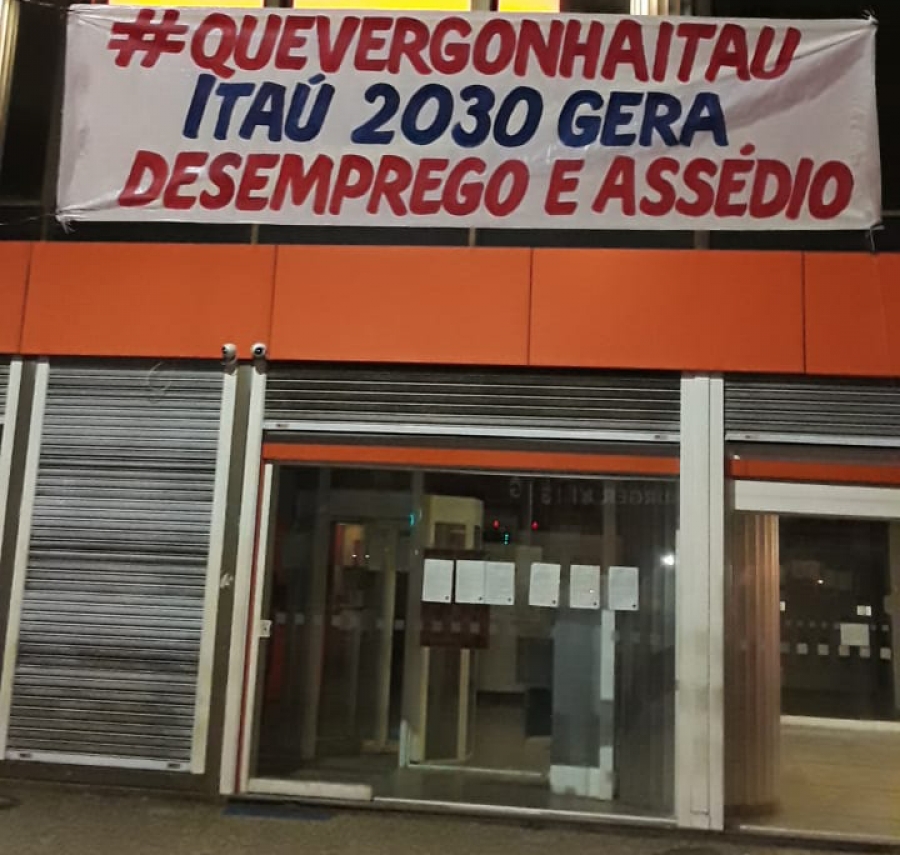 #QUEVERGONHAITAU
ITAÚ 2030 GERA
DESEMPREGO E ASSÉDIO